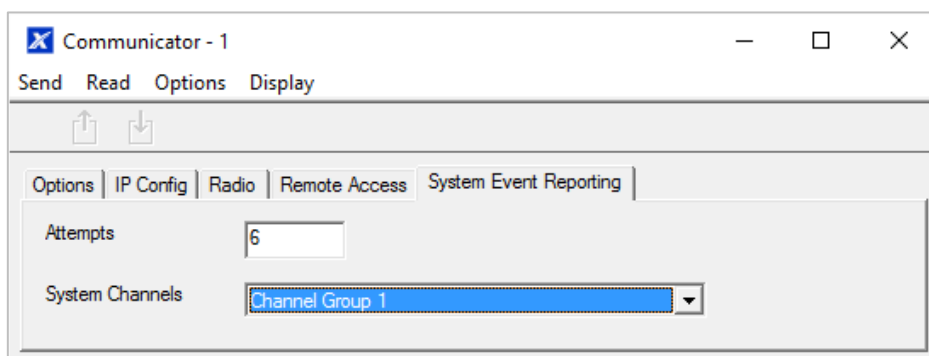 Communicator - 1
Send Read Options Display
Options IP Config Radio Remote Access System Event Reporting
Attempts 6
System Channels Channel Group 1